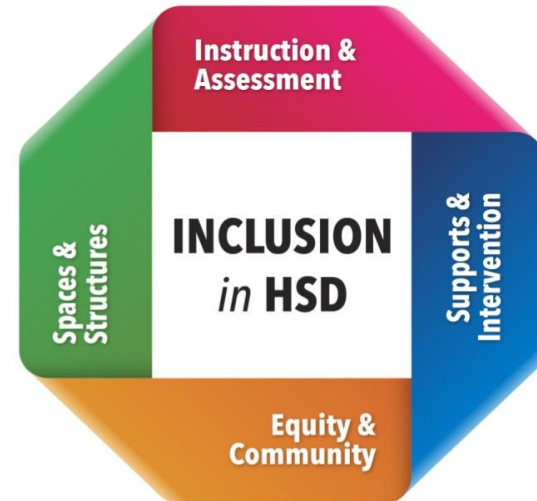 Instruction &
Assessment
Spaces &
Structures
INCLUSION
in HSD
Supports &
Intervention
Equity &
Community